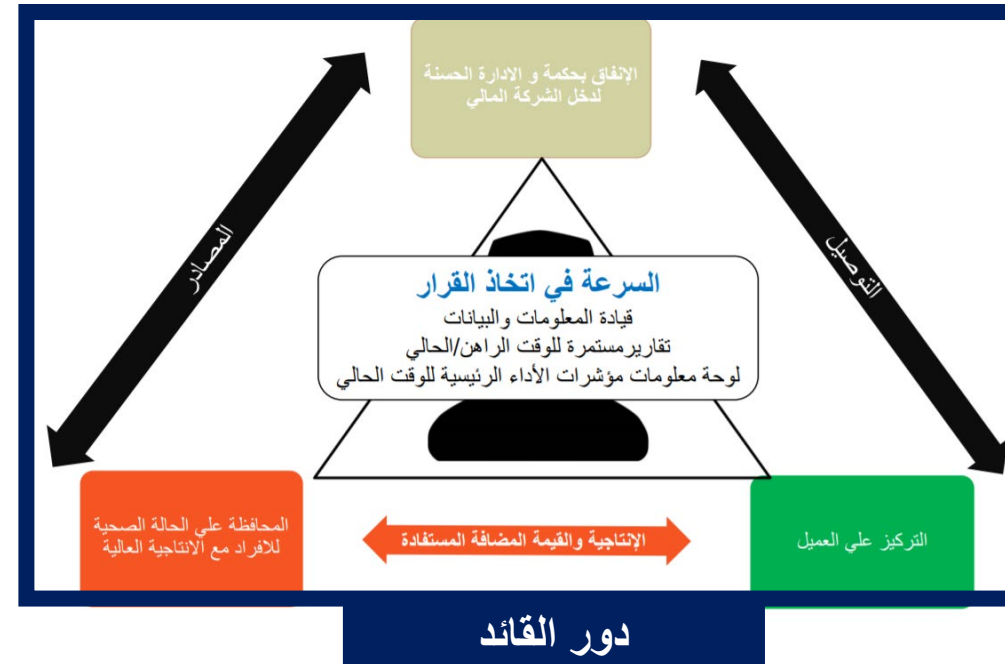 الإنفاق بحكمة و الادارة الحسنة
لدخل الشركة المالي
المصادر
التوصيل
السرعة في اتخاذ القرار
قيادة المعلومات والبيانات
تقاريرمستمرة للوقت الراهن/الحالي
لوحة معلومات مؤشرات الأداء الرئيسية للوقت الحالي
المحافظة علي الحالة الصحية
للافراد مع الانتاجية العالية
الإنتاجية والقيمة المضافة المستفادة
التركيز علي العميل
دور القائد